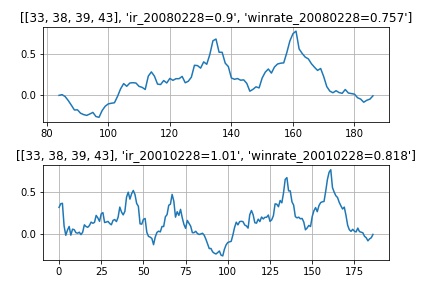 [[33, 38, 39, 43], 'ir_20080228=0.9', 'winrate_20080228=0.757']
0.5
0.0
80 100 120 140 160 180
[[33, 38, 39, 43], 'ir_20010228=1.01', 'winrate_20010228=0.818']
0.5
0.0
0 25 50 75 100 125 150 175